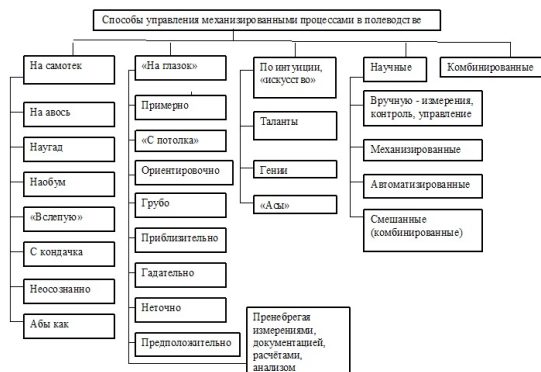 Способы управления механизированными процессами в полеводстве
На самотек
На авось
Наугад
Наобум
«Вслепую»
С кондачка
Неосознанно
Абы как
«На глазок»
Примерно
«С потолка»
Ориентировочно
Грубо
Приблизительно
Гадательно
Неточно
Предположительно
Пренебрегая
измерениями,
документацией,
расчётами,
анализом
По интуиции,
«искусство»
Таланты
Гении
«Асы»
Научные
Вручную - измерения,
контроль, управление
Механизированные
Автоматизированные
Смешанные
(комбинированные)
Комбинированные